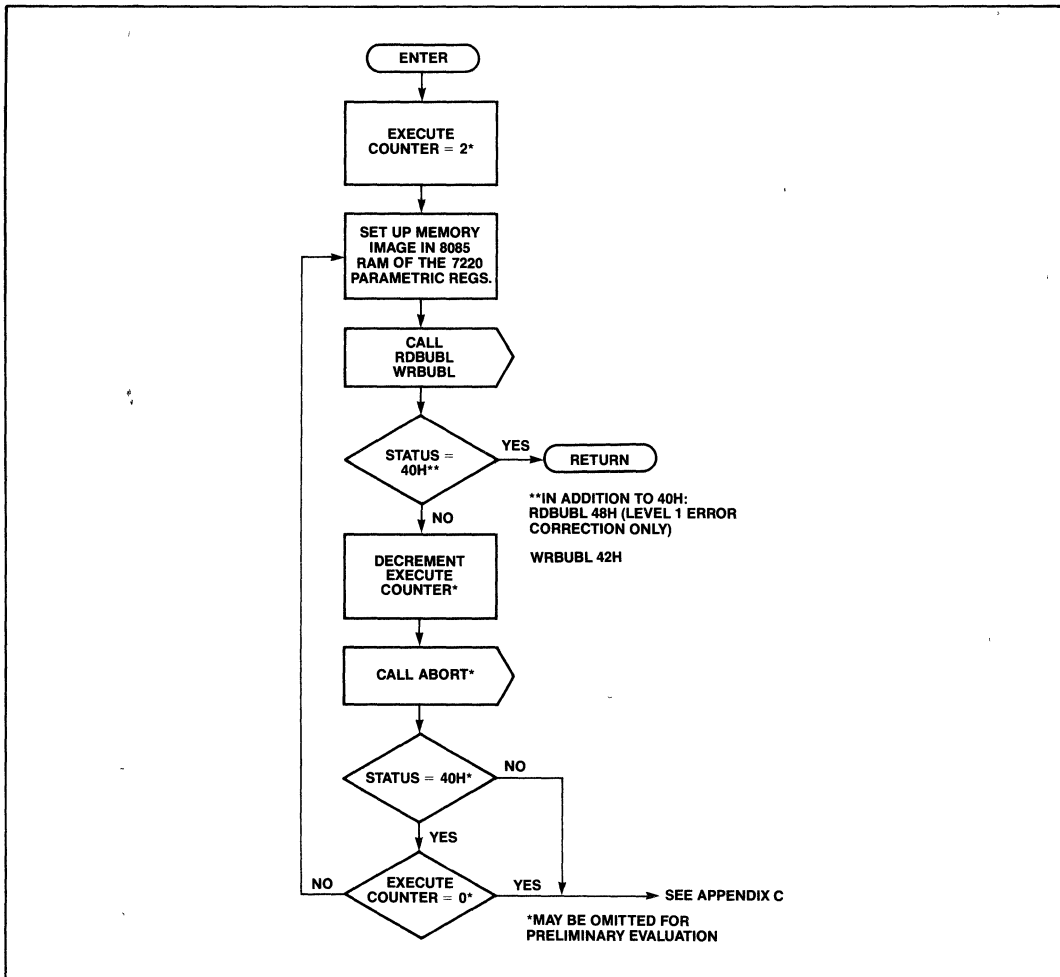 ENTER
EXECUTE
COUNTER = 2*
SET UP MEMORY
IMAGE IN 8085
RAM OF THE 7220
PARAMETRIC REGS.
CALL
RDBUBL
WRBUBL
STATUS =
40H**
YES
RETURN
**IN ADDITION TO 40H:
RDBUBL 48H (LEVEL 1 ERROR
CORRECTION ONLY)
WRBUBL 42H
NO
DECREMENT
EXECUTE
COUNTER*
CALL ABORT*
STATUS = 40H*
NO
YES
EXECUTE
COUNTER = 0*
NO
YES
SEE APPENDIX C
*MAY BE OMITTED FOR
PRELIMINARY EVALUATION